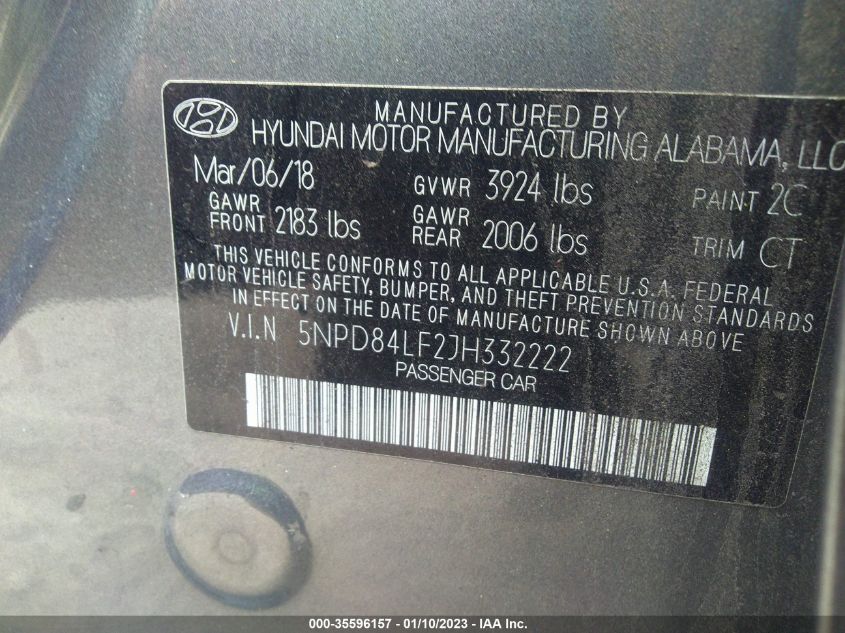 MANUFACTURED BY
HYUNDAI MOTOR MANUFACTURING ALABAMA, LLC
Mar/06/18 GVWR 3924 lbs PAINT 2C
GAWR FRONT 2183 lbs GAWR REAR 2006 lbs TRIM CT
THIS VEHICLE CONFORMS TO ALL APPLICABLE U.S.A. FEDERAL
MOTOR VEHICLE SAFETY, BUMPER, AND THEFT PREVENTION STANDARDS
IN EFFECT ON THE DATE OF MANUFACTURE SHOWN ABOVE
V.I.N 5NPD84LF2JH332222
PASSENGER CAR
000-35596157 - 01/10/2023 - IAA Inc.